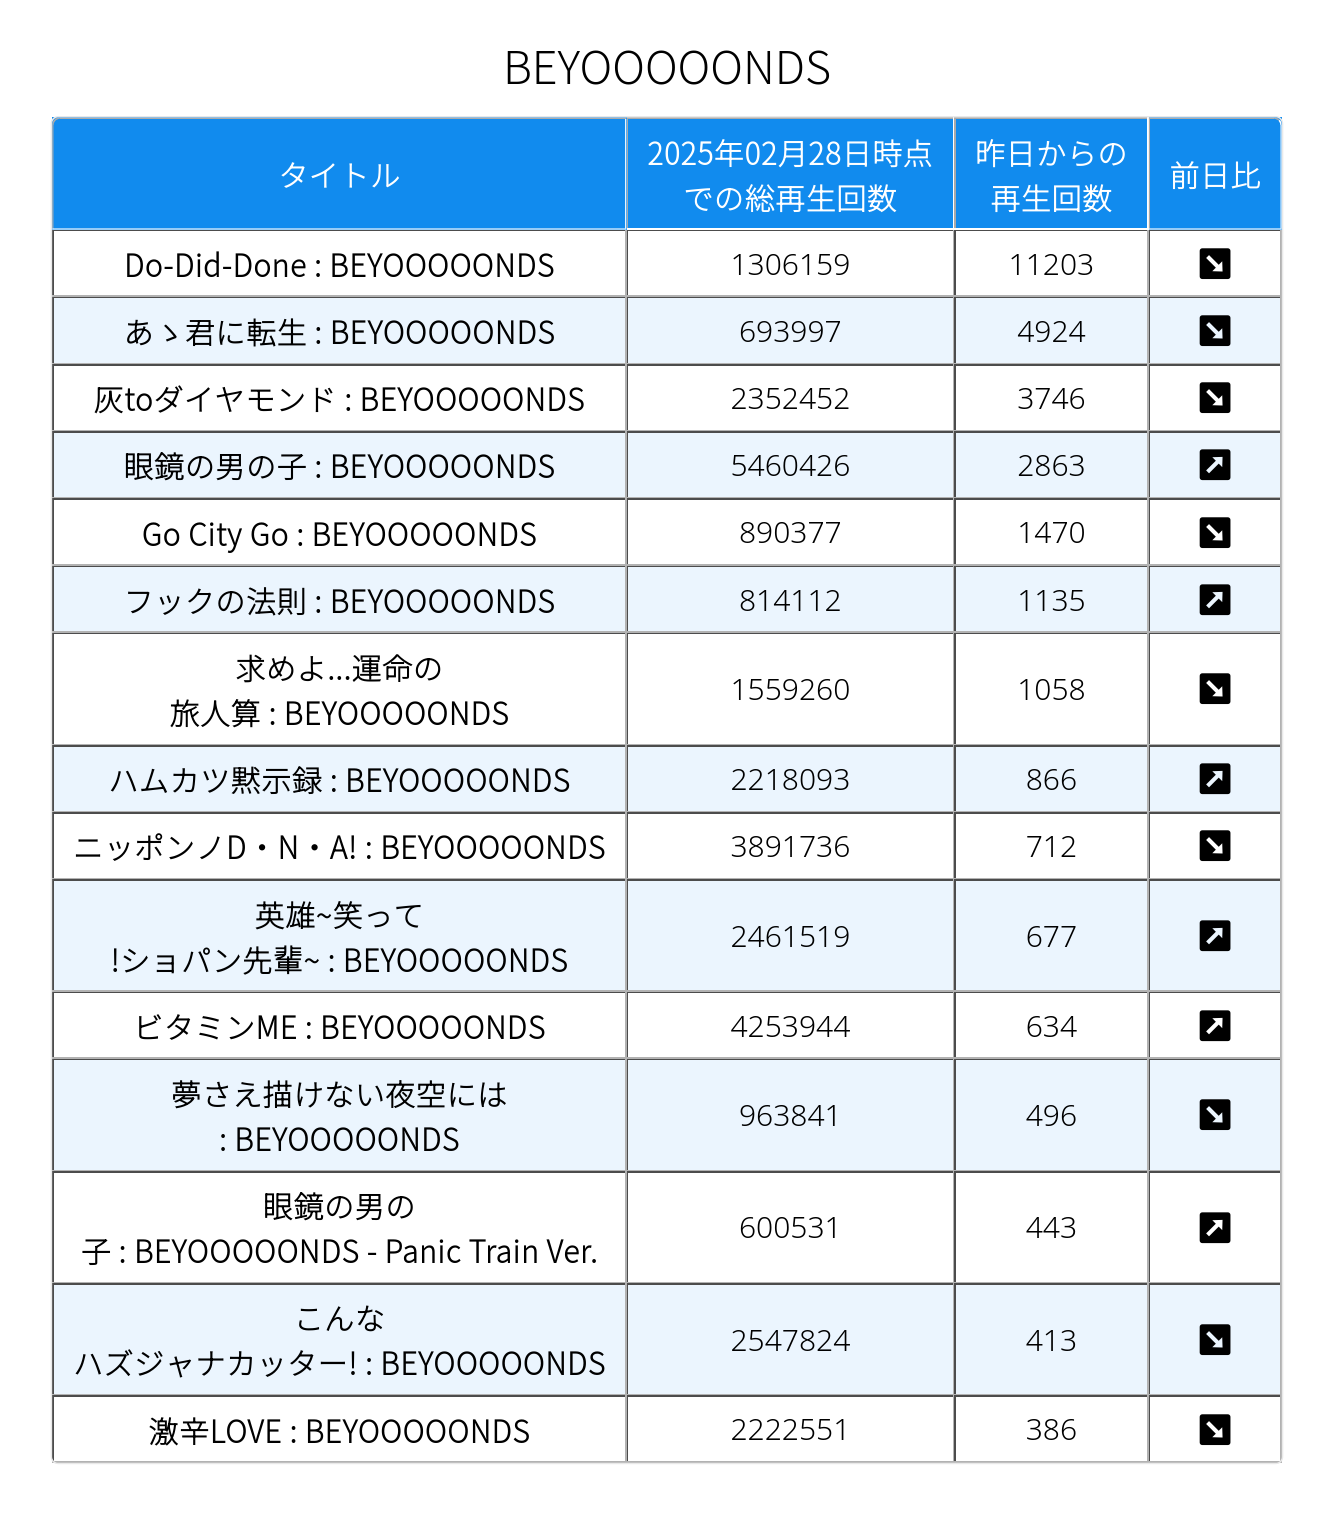 BEYOOOOONDS
タイトル
2025年02月28日時点
での総再生回数
昨日からの
再生回数
前日比
Do-Did-Done : BEYOOOOONDS
1306159
11203
あゝ君に転生 : BEYOOOOONDS
693997
4924
灰toダイヤモンド : BEYOOOOONDS
2352452
3746
眼鏡の男の子 : BEYOOOOONDS
5460426
2863
Go City Go : BEYOOOOONDS
890377
1470
フックの法則 : BEYOOOOONDS
814112
1135
求めよ...運命の
旅人算 : BEYOOOOONDS
1559260
1058
ハムカツ黙示録 : BEYOOOOONDS
2218093
866
ニッポンノD・N・A! : BEYOOOOONDS
3891736
712
英雄~笑って
!ショパン先輩~ : BEYOOOOONDS
2461519
677
ビタミンME : BEYOOOOONDS
4253944
634
夢さえ描けない夜空には
: BEYOOOOONDS
963841
496
眼鏡の男の
子 : BEYOOOOONDS - Panic Train Ver.
600531
443
こんな
ハズジャナカッター! : BEYOOOOONDS
2547824
413
激辛LOVE : BEYOOOOONDS
2222551
386